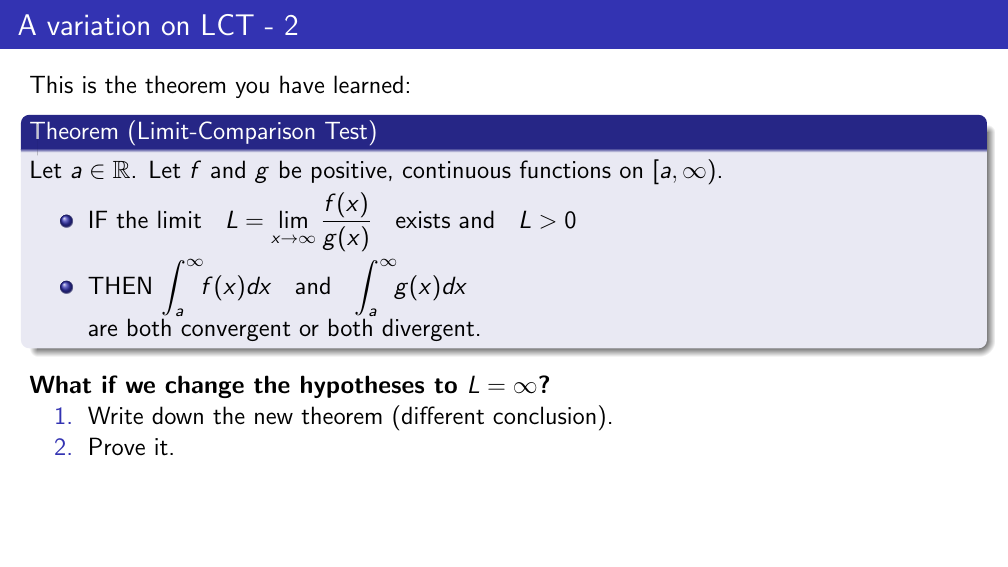 A variation on LCT - 2
This is the theorem you have learned:
Theorem (Limit-Comparison Test)
Let a ∈ ℝ. Let f and g be positive, continuous functions on [a, ∞).
IF the limit L = lim_{x→∞} f(x)/g(x) exists and L > 0
THEN ∫_a^∞ f(x)dx and ∫_a^∞ g(x)dx
are both convergent or both divergent.
What if we change the hypotheses to L = ∞?
1. Write down the new theorem (different conclusion).
2. Prove it.